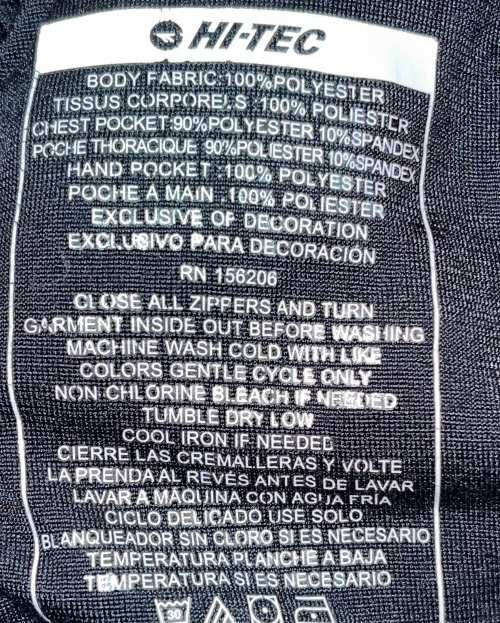 HI-TEC
BODY FABRIC:100%POLYESTER
TISSUS CORPORELS :100% POLIESTER
CHEST POCKET:90%POLYESTER 10%SPANDEX
POCHE THORACIQUE 90%POLIESTER 10%SPANDEX
HAND POCKET :100% POLYESTER
POCHE A MAIN :100% POLIESTER
EXCLUSIVE OF DECORATION
EXCLUSIVO PARA DECORACION
RN 156206
CLOSE ALL ZIPPERS AND TURN
GARMENT INSIDE OUT BEFORE WASHING
MACHINE WASH COLD WITH LIKE
COLORS GENTLE CYCLE ONLY
NON CHLORINE BLEACH IF NEEDED
TUMBLE DRY LOW
COOL IRON IF NEEDED
CIERRE LAS CREMALLERAS Y VOLTE
LA PRENDA AL REVÉS ANTES DE LAVAR
LAVAR A MAQUINA CON AGUA FRÍA
CICLO DELICADO USE SOLO
BLANQUEADOR SIN CLORO SI ES NECESARIO
TEMPERATURA PLANCHE A BAJA
TEMPERATURA SI ES NECESARIO
30